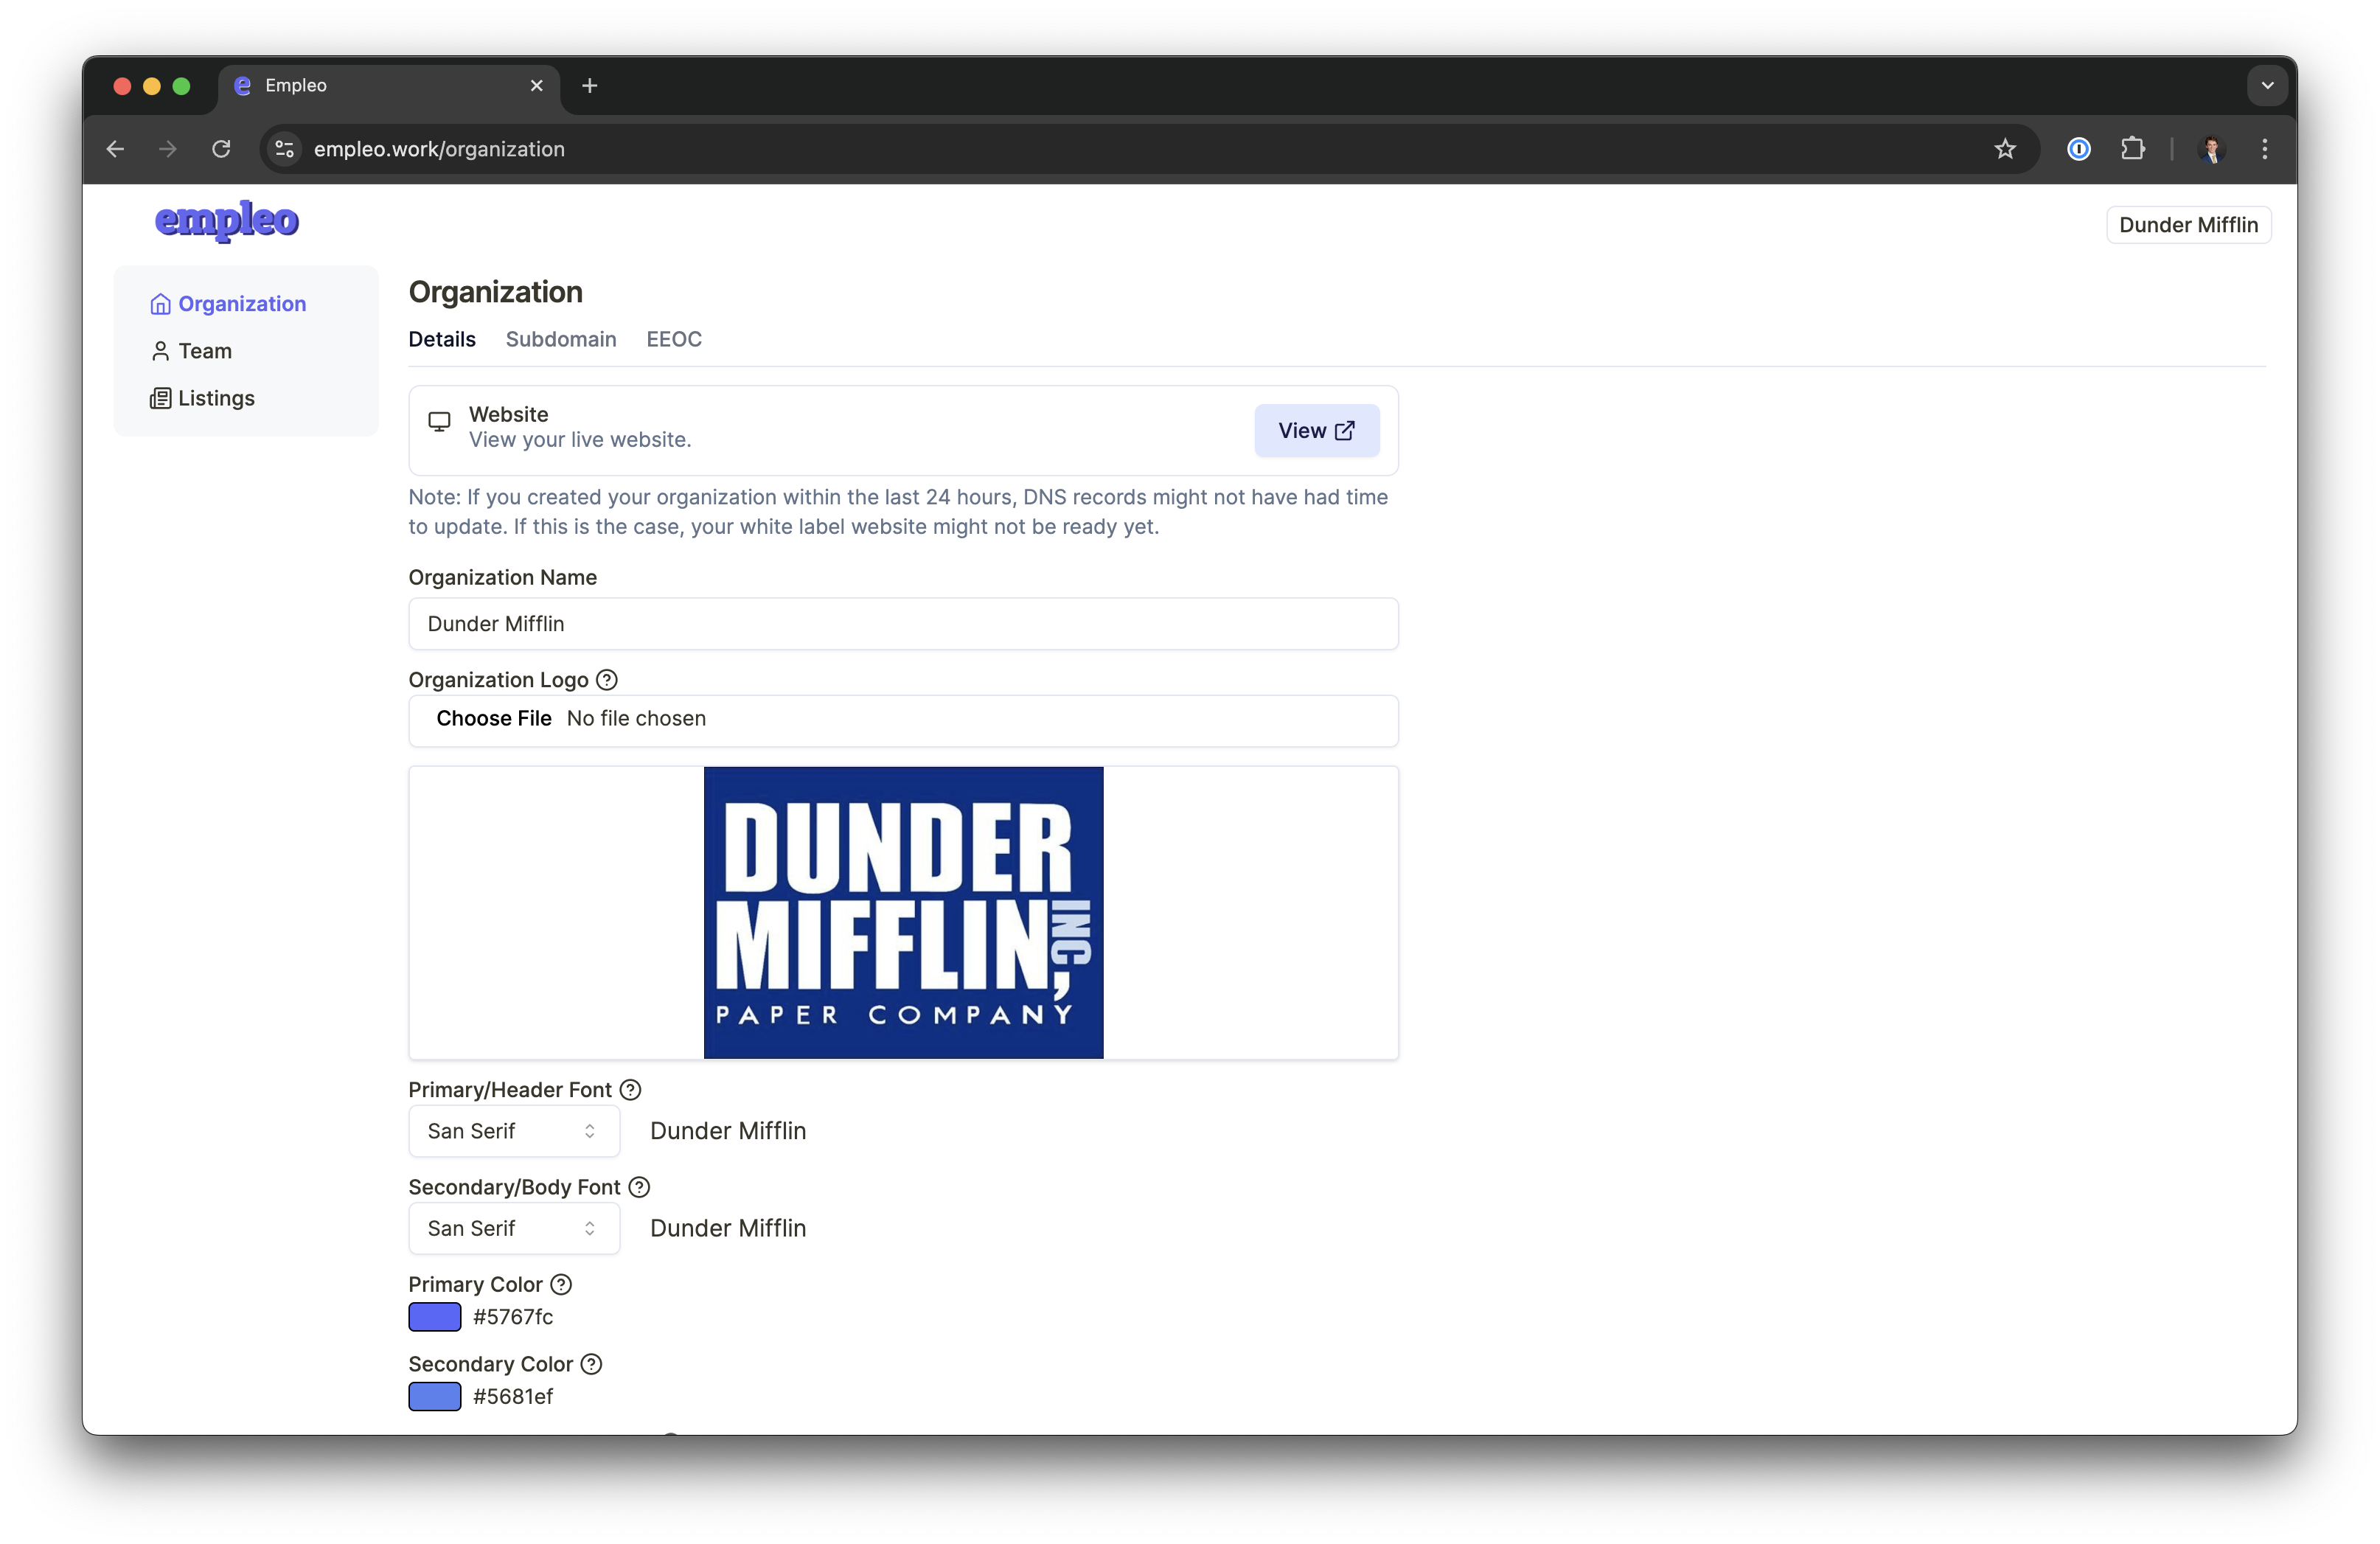 Empleo
empleo.work/organization
empleo
Dunder Mifflin
Organization
Team
Listings
Organization
Details Subdomain EEOC
Website
View your live website.
View
Note: If you created your organization within the last 24 hours, DNS records might not have had time
to update. If this is the case, your white label website might not be ready yet.
Organization Name
Dunder Mifflin
Organization Logo
Choose File No file chosen
DUNDER
MIFFLIN, INC
PAPER COMPANY
Primary/Header Font
San Serif Dunder Mifflin
Secondary/Body Font
San Serif Dunder Mifflin
Primary Color
#5767fc
Secondary Color
#5681ef